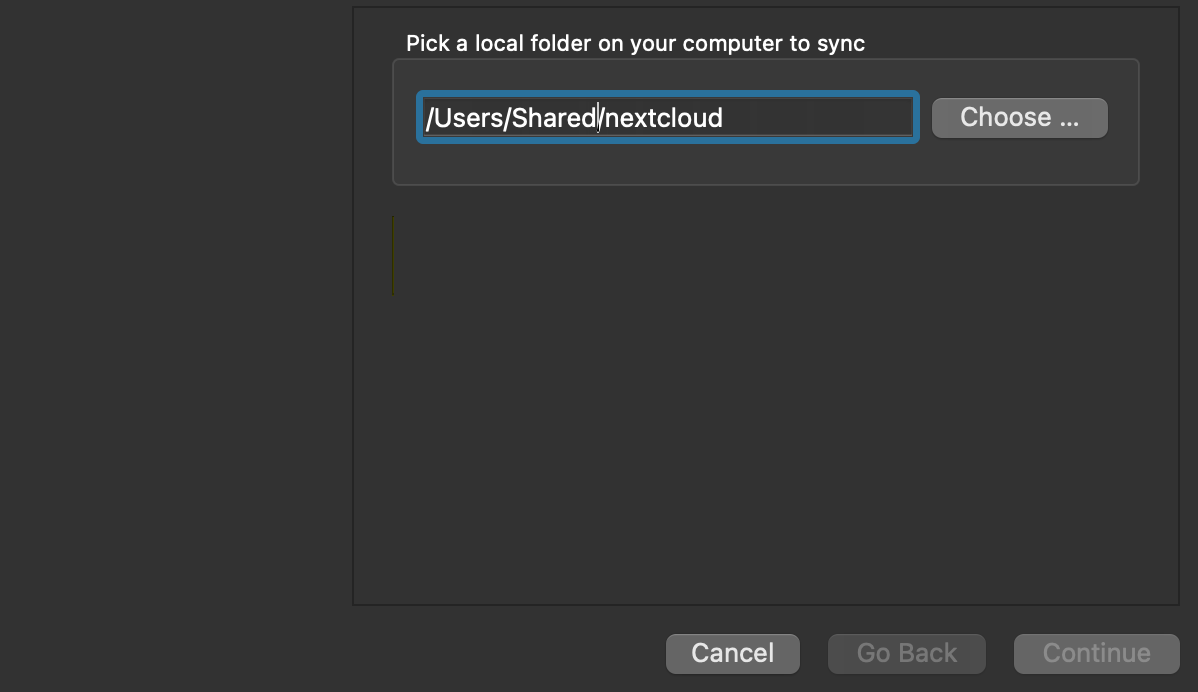 Pick a local folder on your computer to sync
/Users/Shared/nextcloud
Choose ...
Cancel
Go Back
Continue